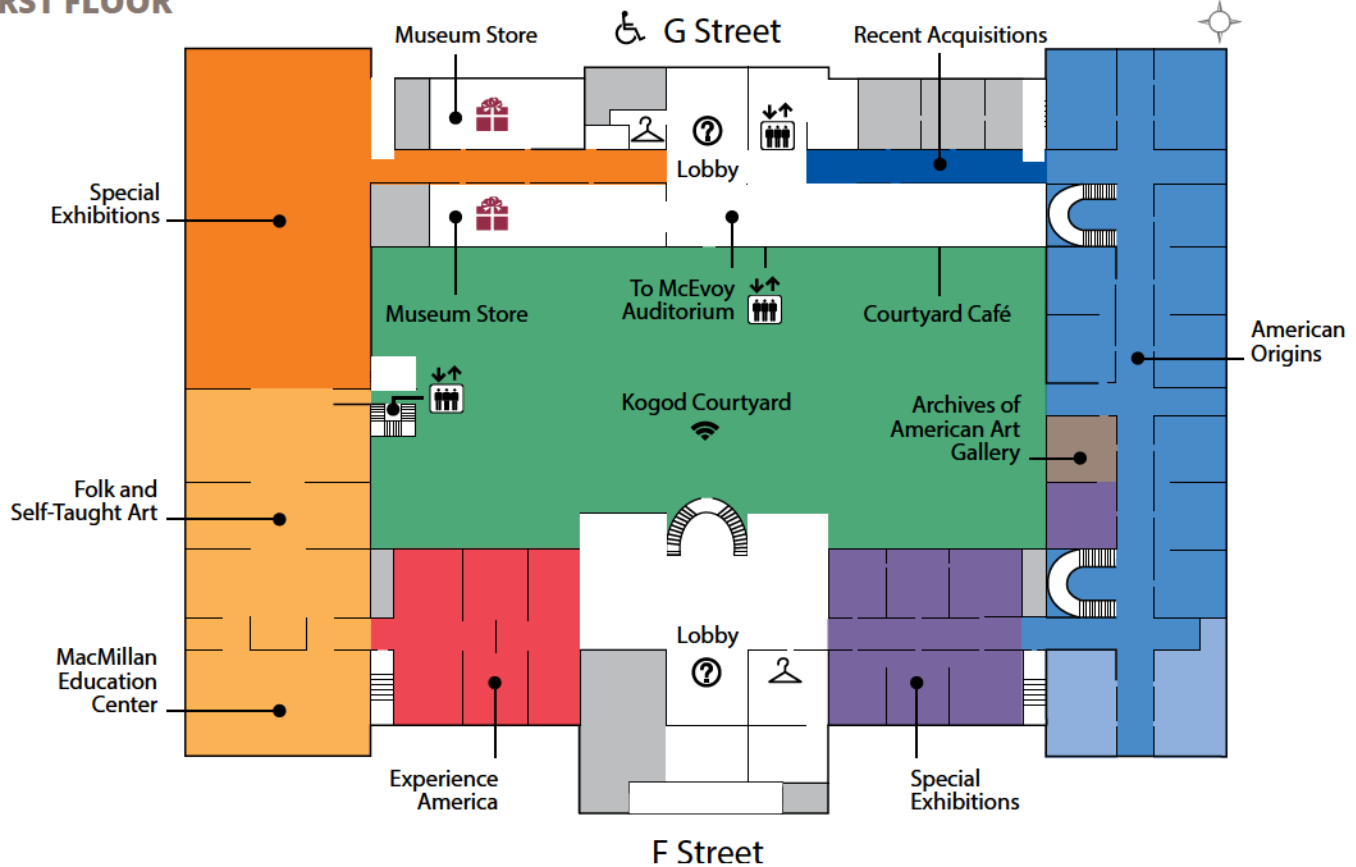 RST FLOOR
Museum Store
G Street
Recent Acquisitions
Lobby
Special
Exhibitions
Museum Store
To McEvoy
Auditorium
Courtyard Café
American
Origins
Kogod Courtyard
Archives of
American Art
Gallery
Folk and
Self-Taught Art
MacMillan
Education
Center
Lobby
Experience
America
Special
Exhibitions
F Street